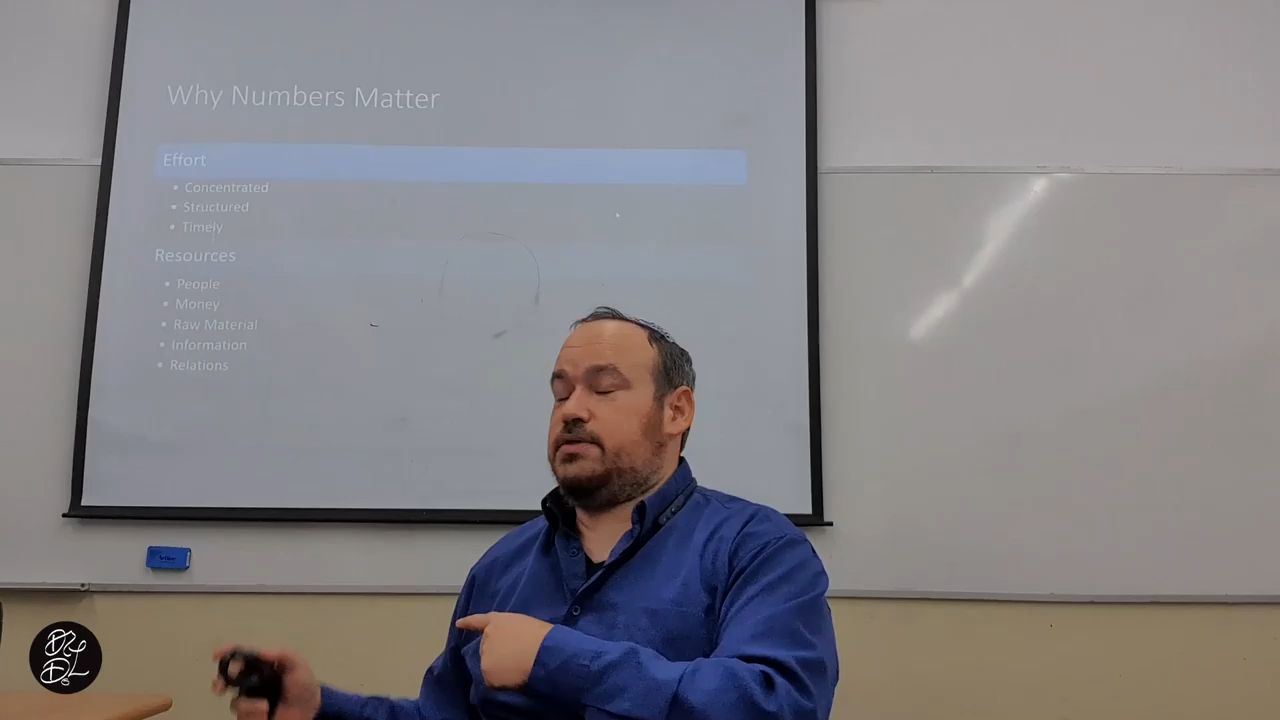 Why Numbers Matter
Effort
• Concentrated
• Structured
• Timely
Resources
• People
• Money
• Raw Material
• Information
• Relations